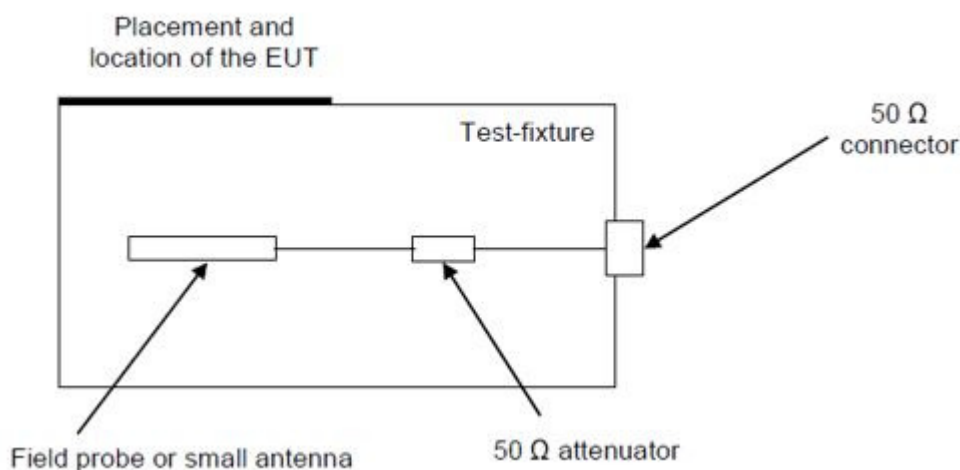 Placement and
location of the EUT
Test-fixture
50 Ω
connector
Field probe or small antenna
50 Ω attenuator